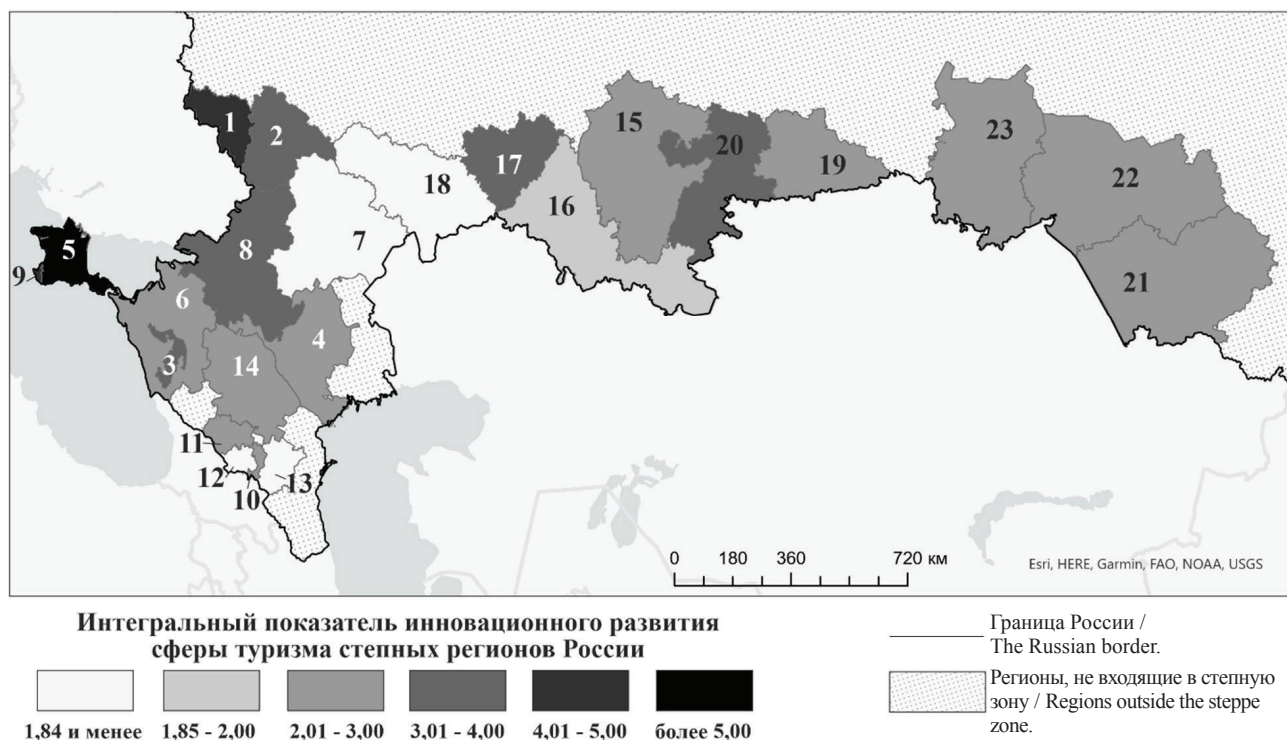 1
2
15
20
23
17
19
18
22
16
5
7
8
9
21
6
4
3
14
11
12
13
10
0 180 360 720 км
Esri, HERE, Garmin, FAO, NOAA, USGS
Интегральный показатель инновационного развития
сферы туризма степных регионов России
1,84 и менее 1,85 - 2,00 2,01 - 3,00 3,01 - 4,00 4,01 - 5,00 более 5,00
Граница России /
The Russian border.
Регионы, не входящие в степную
зону / Regions outside the steppe
zone.